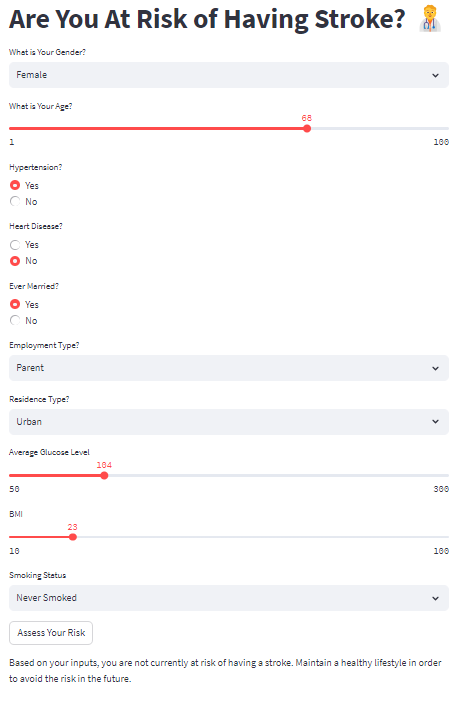 Are You At Risk of Having Stroke?
What is Your Gender?
Female
What is Your Age?
68
1 100
Hypertension?
Yes
No
Heart Disease?
Yes
No
Ever Married?
Yes
No
Employment Type?
Parent
Residence Type?
Urban
Average Glucose Level
104
50 300
BMI
23
10 100
Smoking Status
Never Smoked
Assess Your Risk
Based on your inputs, you are not currently at risk of having a stroke. Maintain a healthy lifestyle in order
to avoid the risk in the future.